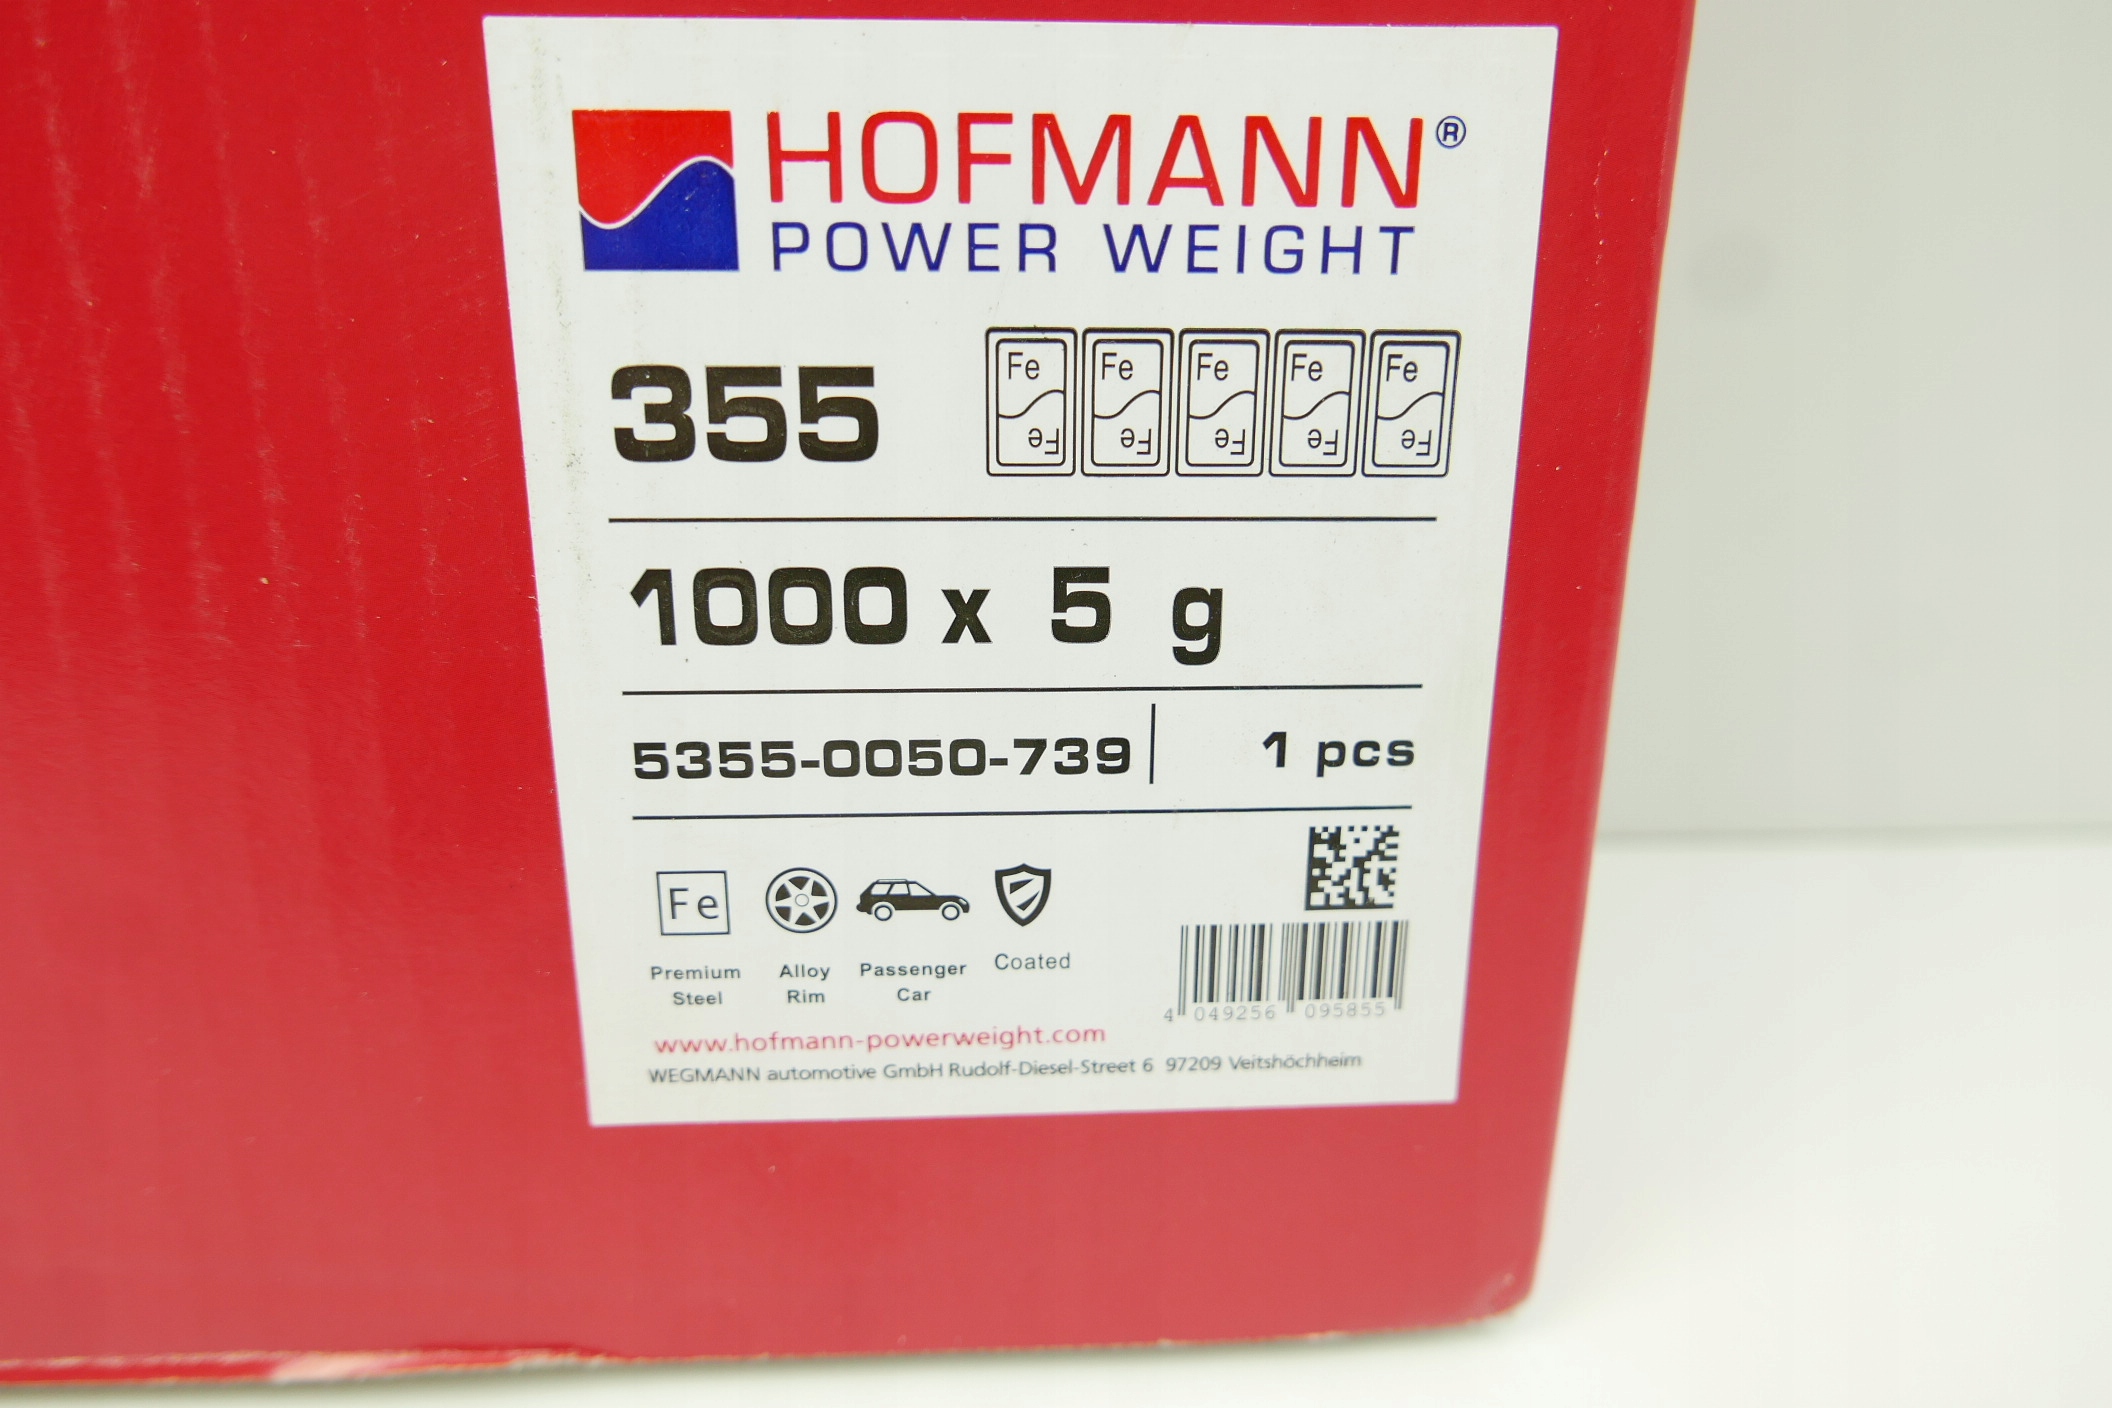 HOFMANN®
POWER WEIGHT
355
Fe Fe Fe Fe Fe
Fe Fe Fe Fe Fe
1000 x 5 g
5355-0050-739 1 pcs
Fe
Premium Steel
Alloy Rim
Passenger Car
Coated
4 049256 095855
www.hofmann-powerweight.com
WEGMANN automotive GmbH Rudolf-Diesel-Street 6 97209 Veitshöchheim